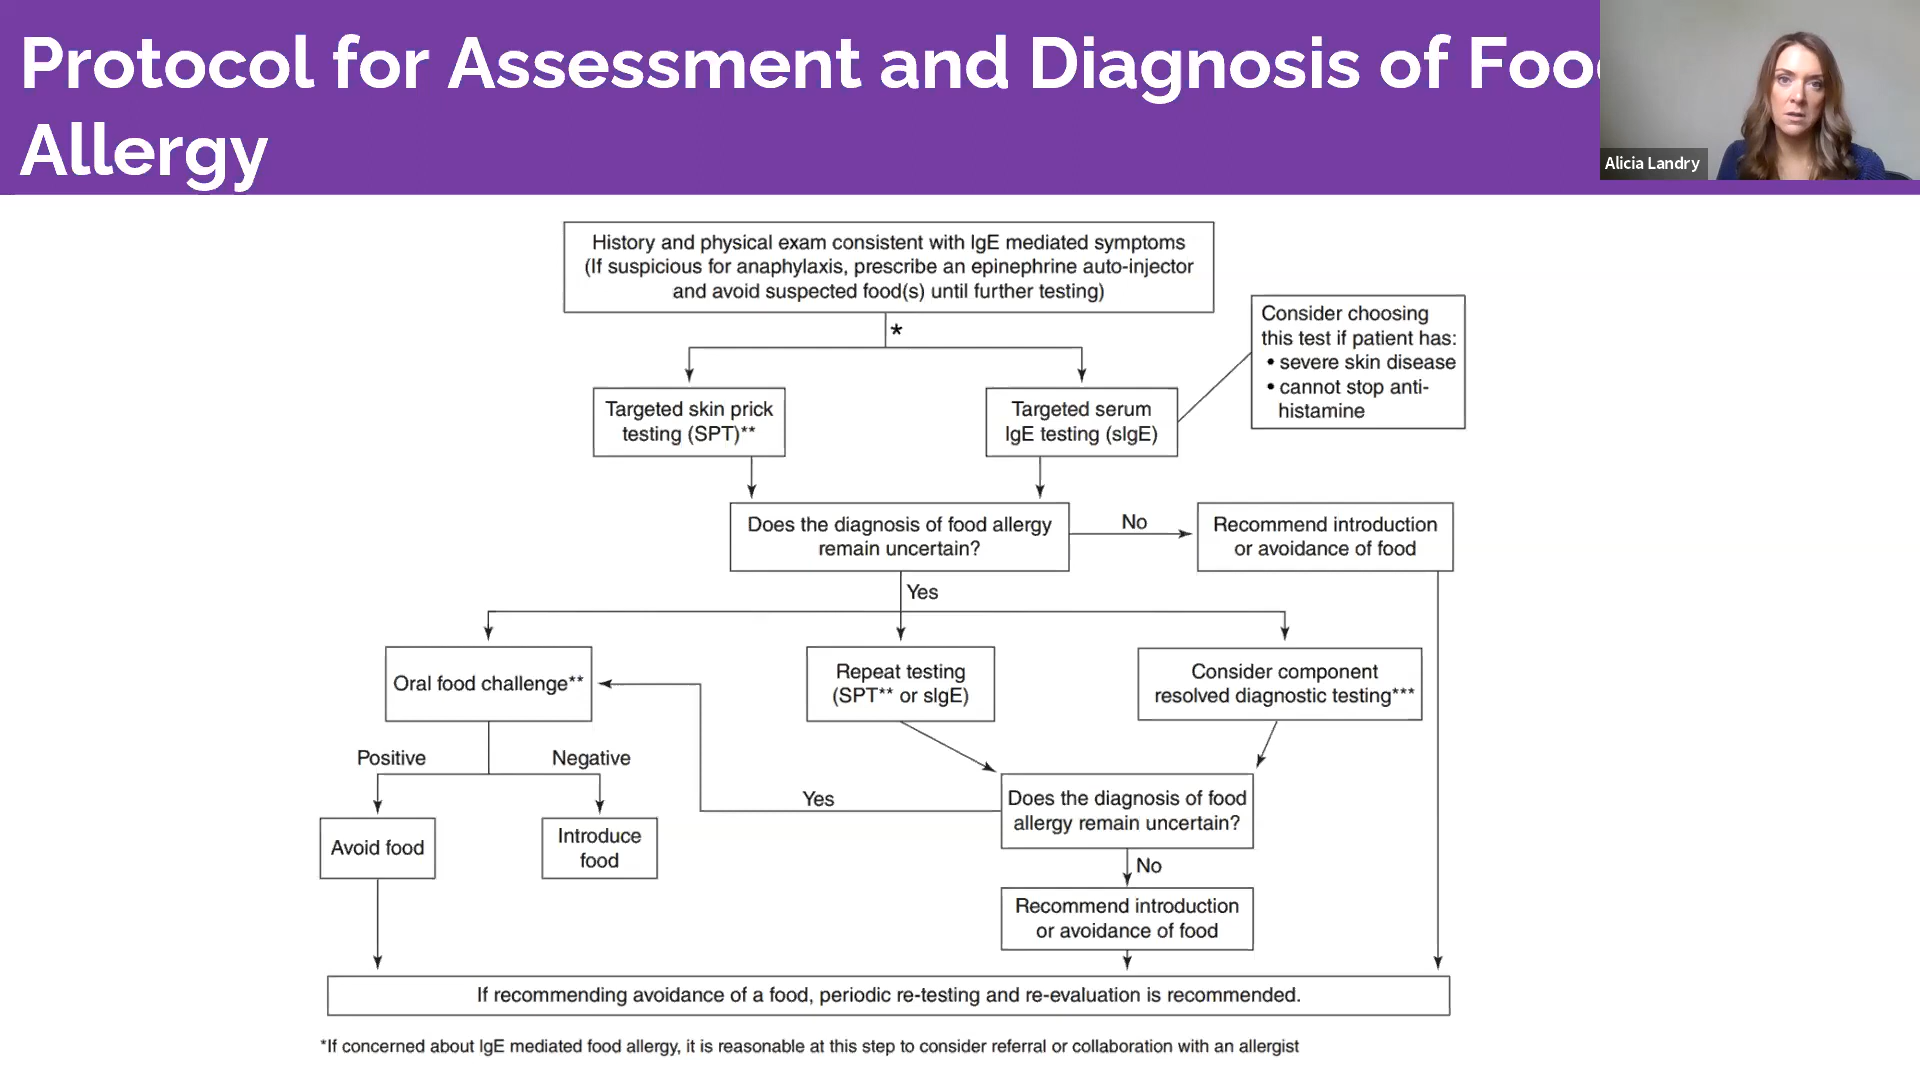 Protocol for Assessment and Diagnosis of Foo
Allergy
Alicia Landry
History and physical exam consistent with IgE mediated symptoms
(If suspicious for anaphylaxis, prescribe an epinephrine auto-injector
and avoid suspected food(s) until further testing)
*
Consider choosing
this test if patient has:
• severe skin disease
• cannot stop anti-
histamine
Targeted skin prick
testing (SPT)**
Targeted serum
IgE testing (sIgE)
Does the diagnosis of food allergy
remain uncertain?
No
Recommend introduction
or avoidance of food
Yes
Oral food challenge**
Repeat testing
(SPT** or sIgE)
Consider component
resolved diagnostic testing***
Positive
Negative
Yes
Does the diagnosis of food
allergy remain uncertain?
Avoid food
Introduce
food
No
Recommend introduction
or avoidance of food
If recommending avoidance of a food, periodic re-testing and re-evaluation is recommended.
*If concerned about IgE mediated food allergy, it is reasonable at this step to consider referral or collaboration with an allergist